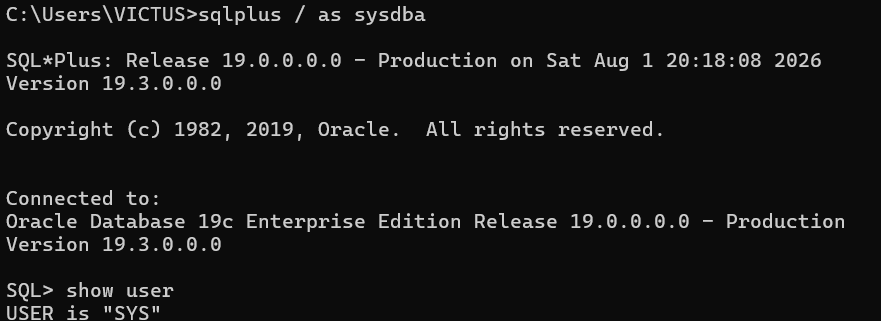 C:\Users\VICTUS>sqlplus / as sysdba
SQL*Plus: Release 19.0.0.0.0 - Production on Sat Aug 1 20:18:08 2026
Version 19.3.0.0.0
Copyright (c) 1982, 2019, Oracle.  All rights reserved.
Connected to:
Oracle Database 19c Enterprise Edition Release 19.0.0.0.0 - Production
Version 19.3.0.0.0
SQL> show user
USER is "SYS"